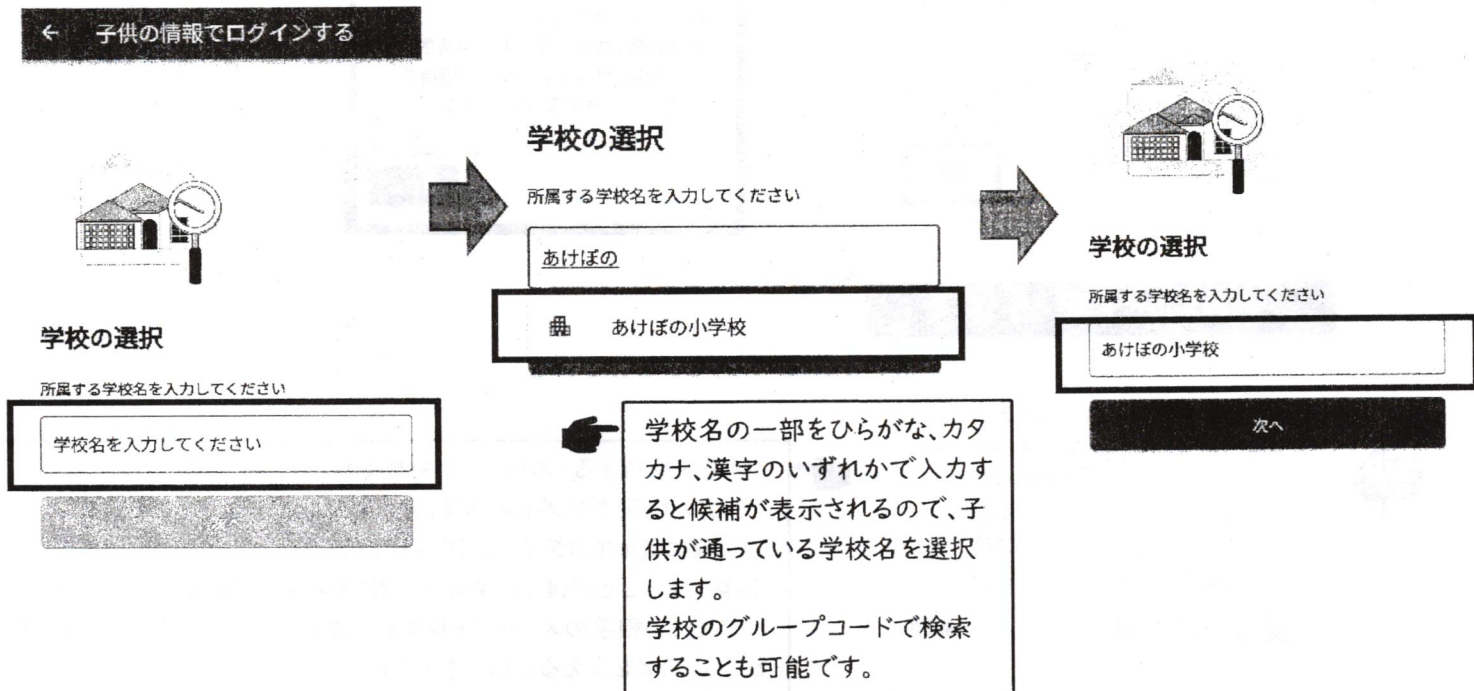 ← 子供の情報でログインする
学校の選択
所属する学校名を入力してください
学校名を入力してください
学校の選択
所属する学校名を入力してください
あけぼの
あけぼの小学校
学校名の一部をひらがな、カタ
カナ、漢字のいずれかで入力す
ると候補が表示されるので、子
供が通っている学校名を選択
します。
学校のグループコードで検索
することも可能です。
学校の選択
所属する学校名を入力してください
あけぼの小学校
次へ